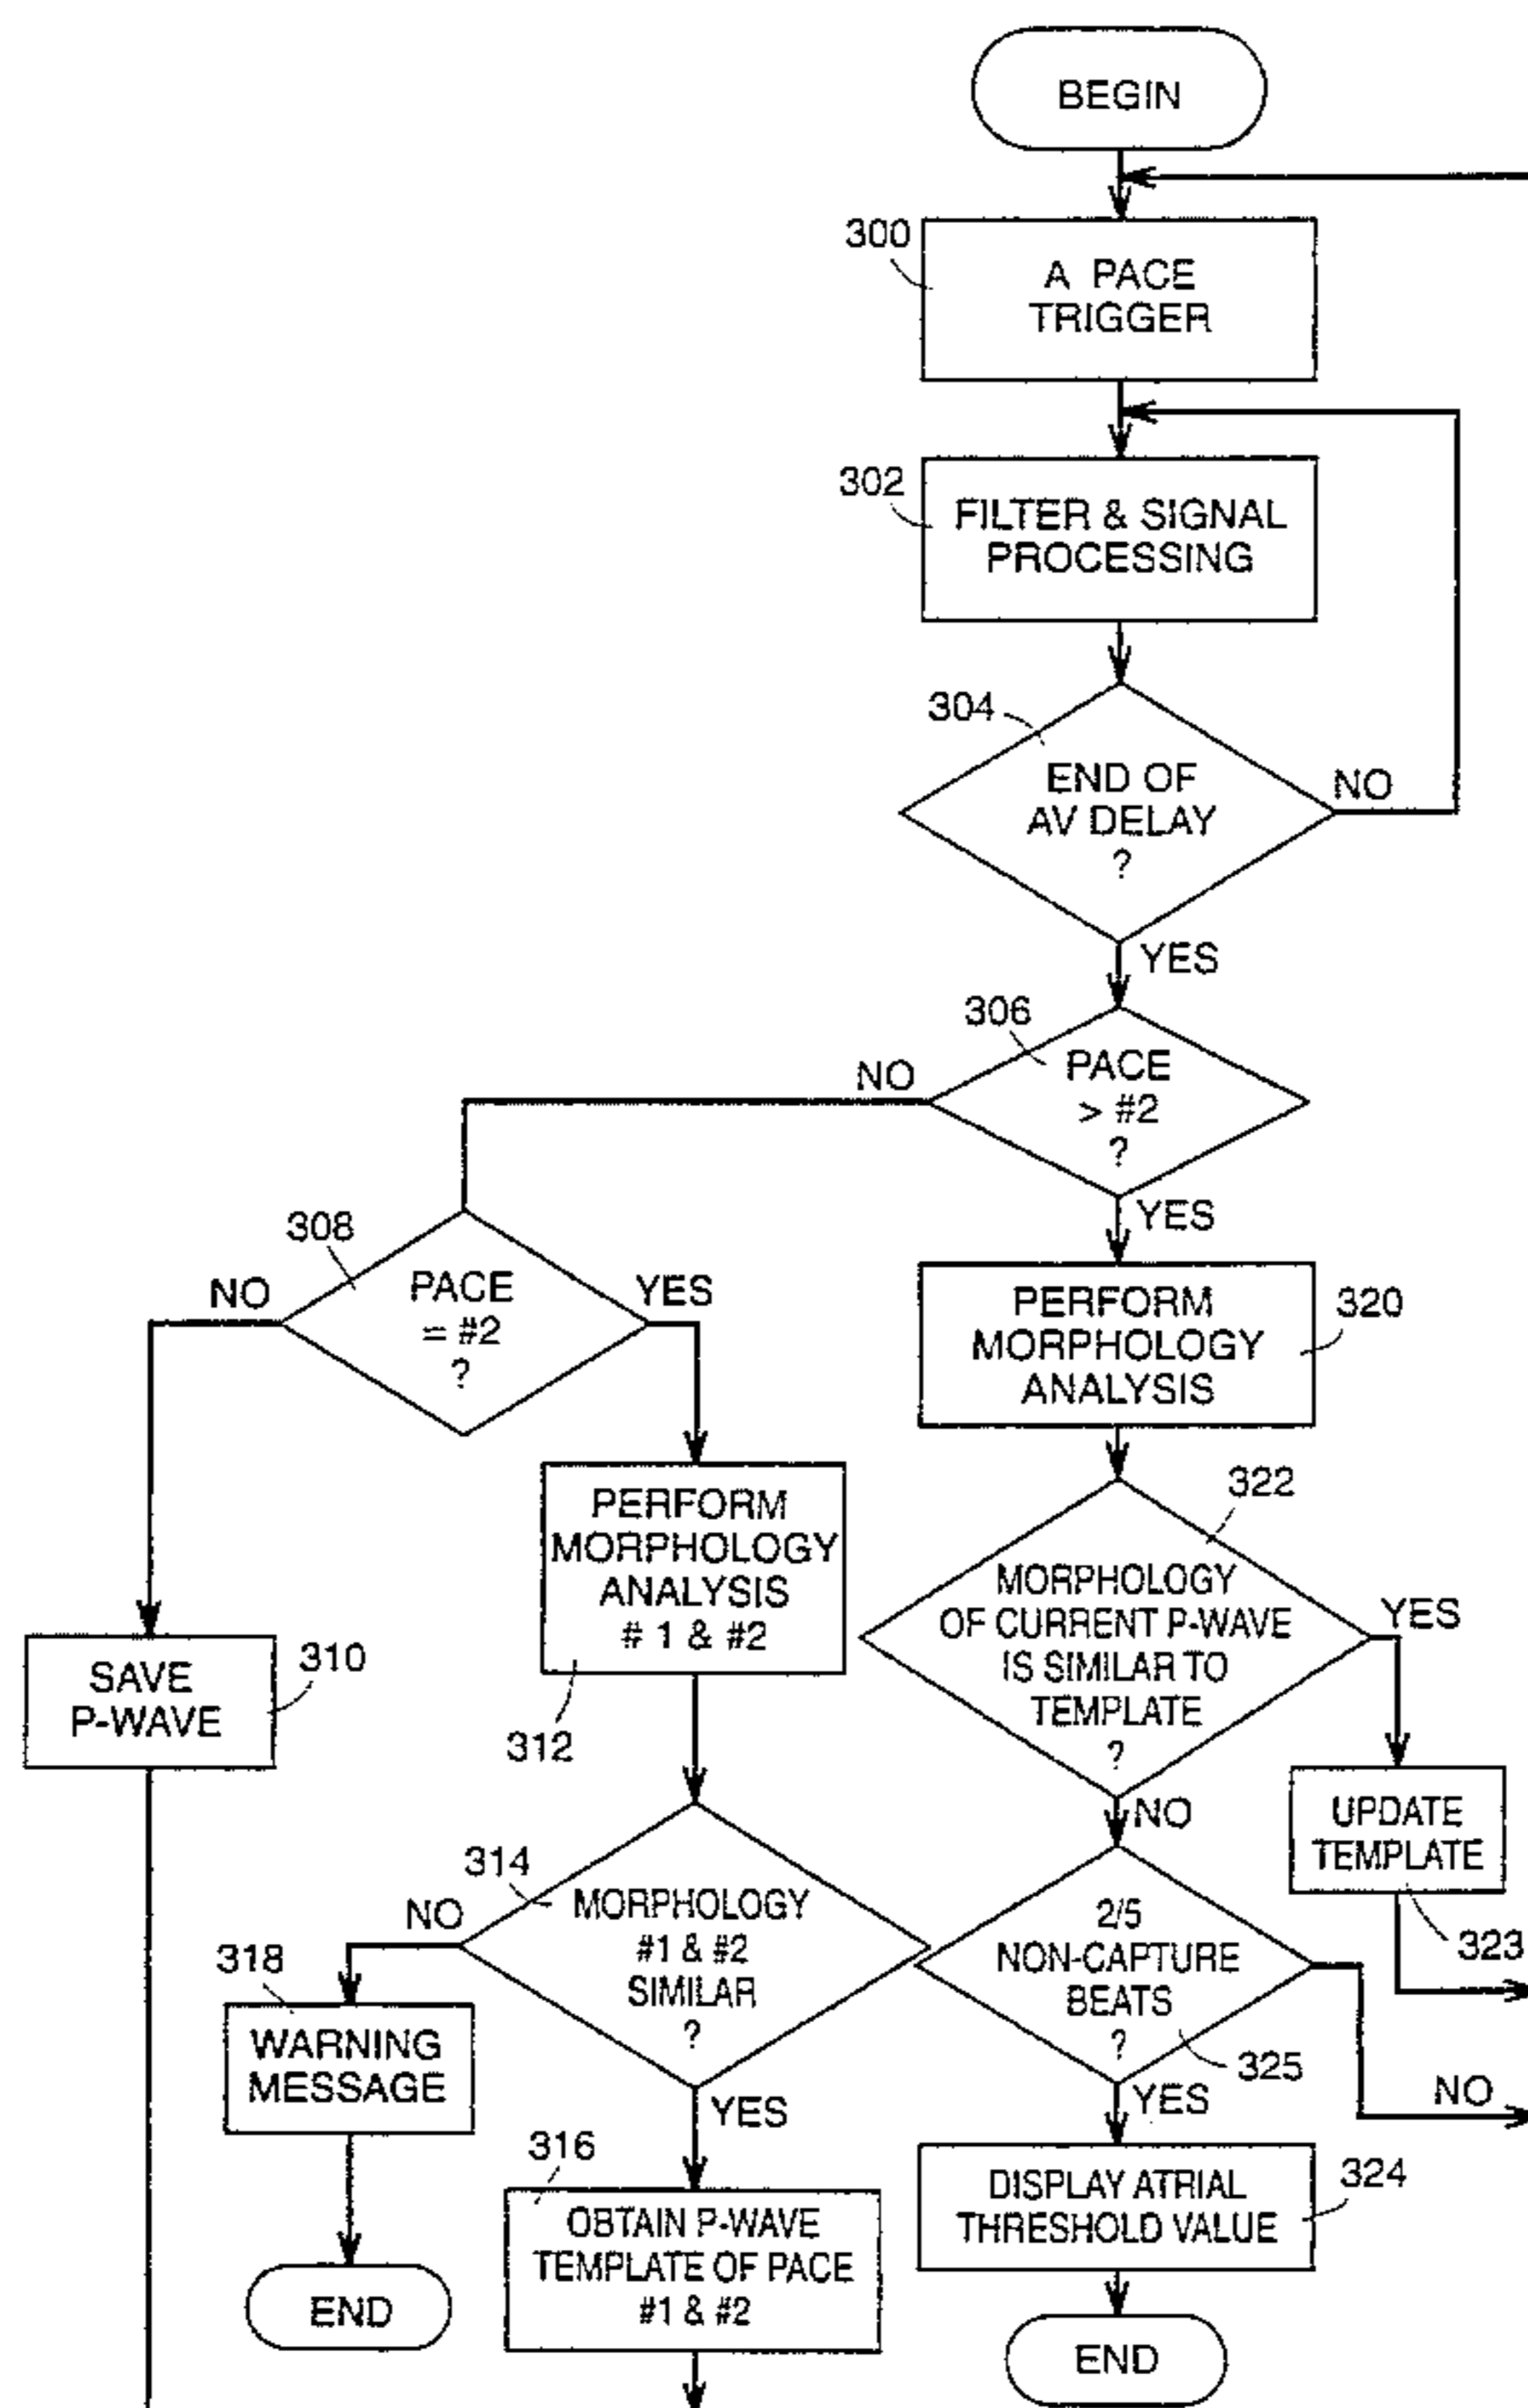 BEGIN
300
A PACE
TRIGGER
302
FILTER & SIGNAL
PROCESSING
304
END OF
AV DELAY
?
NO
YES
306
PACE
> #2
?
NO
YES
308
PACE
= #2
?
NO
YES
PERFORM
MORPHOLOGY
ANALYSIS
320
PERFORM
MORPHOLOGY
ANALYSIS
# 1 & #2
312
322
MORPHOLOGY
OF CURRENT P-WAVE
IS SIMILAR TO
TEMPLATE
?
YES
NO
SAVE
P-WAVE
310
UPDATE
TEMPLATE
323
314
MORPHOLOGY
#1 & #2
SIMILAR
?
NO
YES
2/5
NON-CAPTURE
BEATS
?
325
NO
YES
318
WARNING
MESSAGE
END
316
OBTAIN P-WAVE
TEMPLATE OF PACE
#1 & #2
DISPLAY ATRIAL
THRESHOLD VALUE
324
END